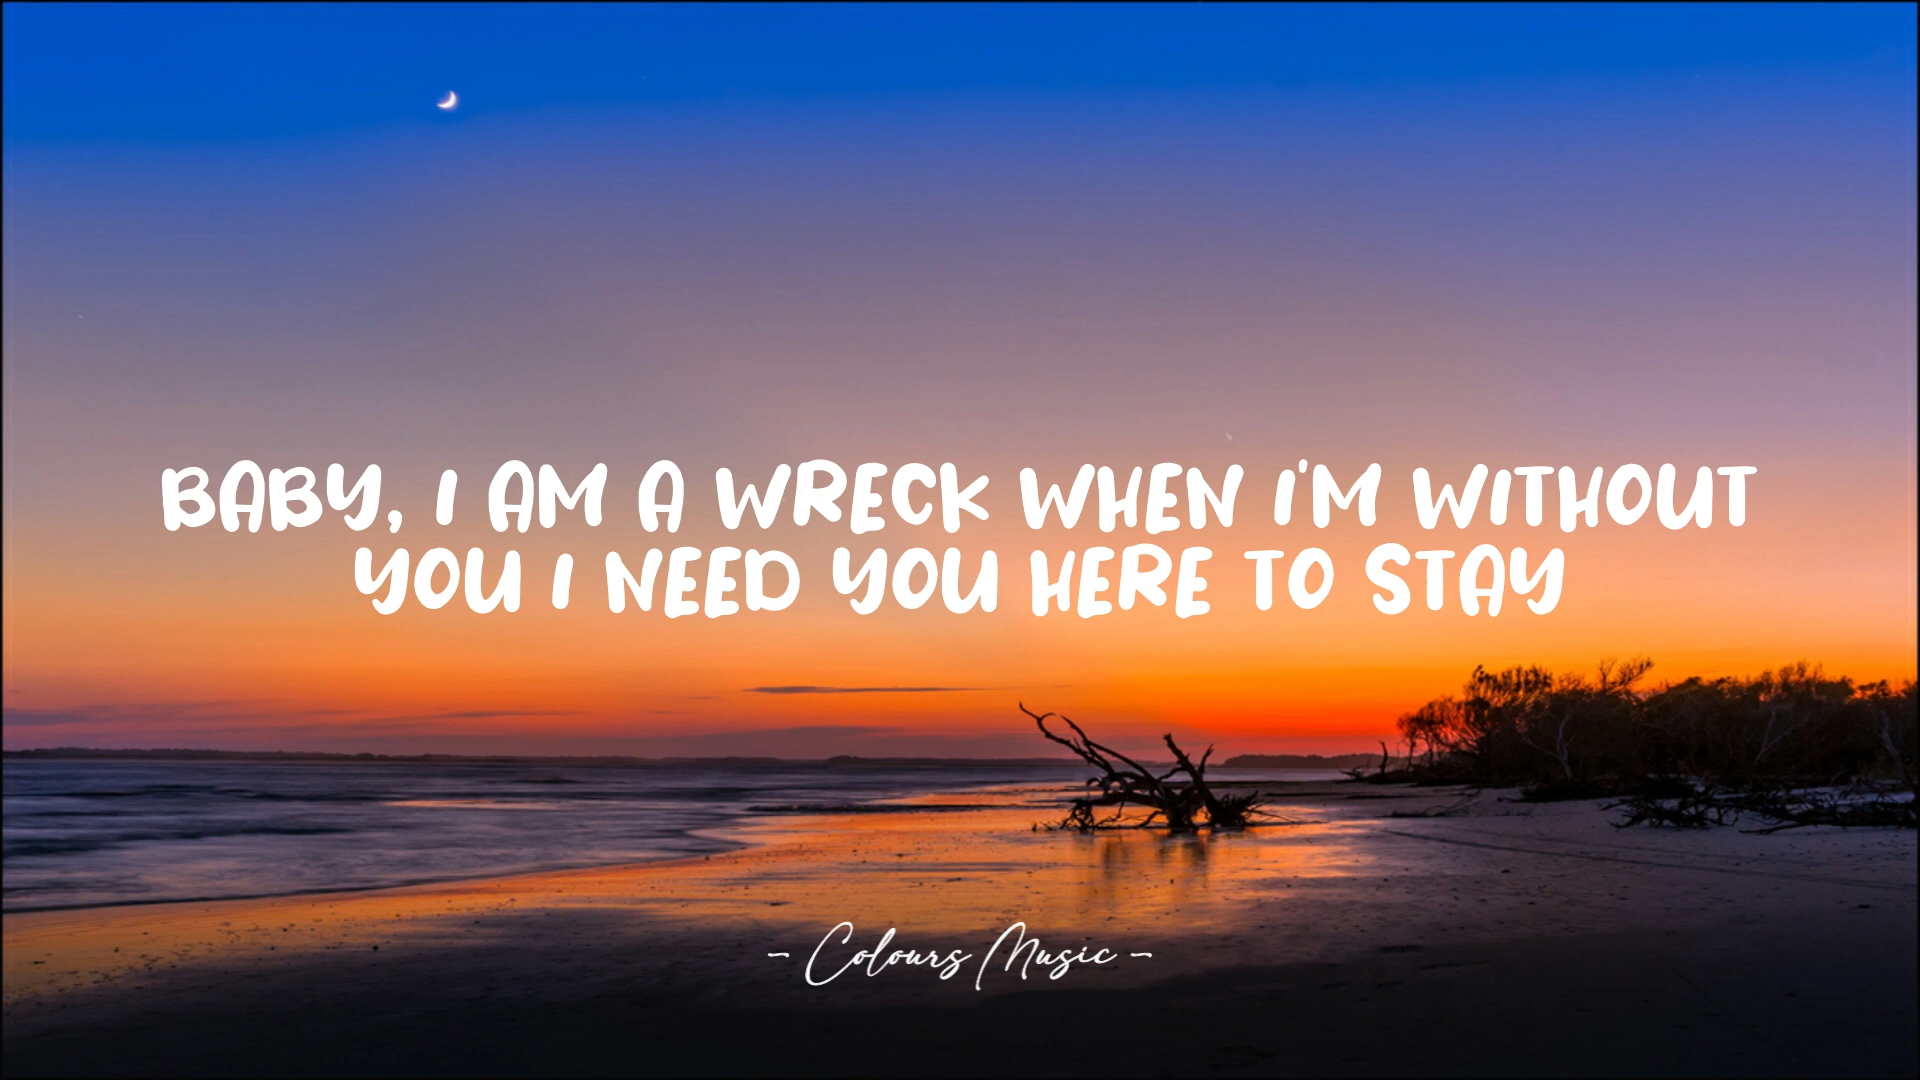 BABY, I AM A WRECK WHEN I'M WITHOUT
YOU I NEED YOU HERE TO STAY
- Colours Music -